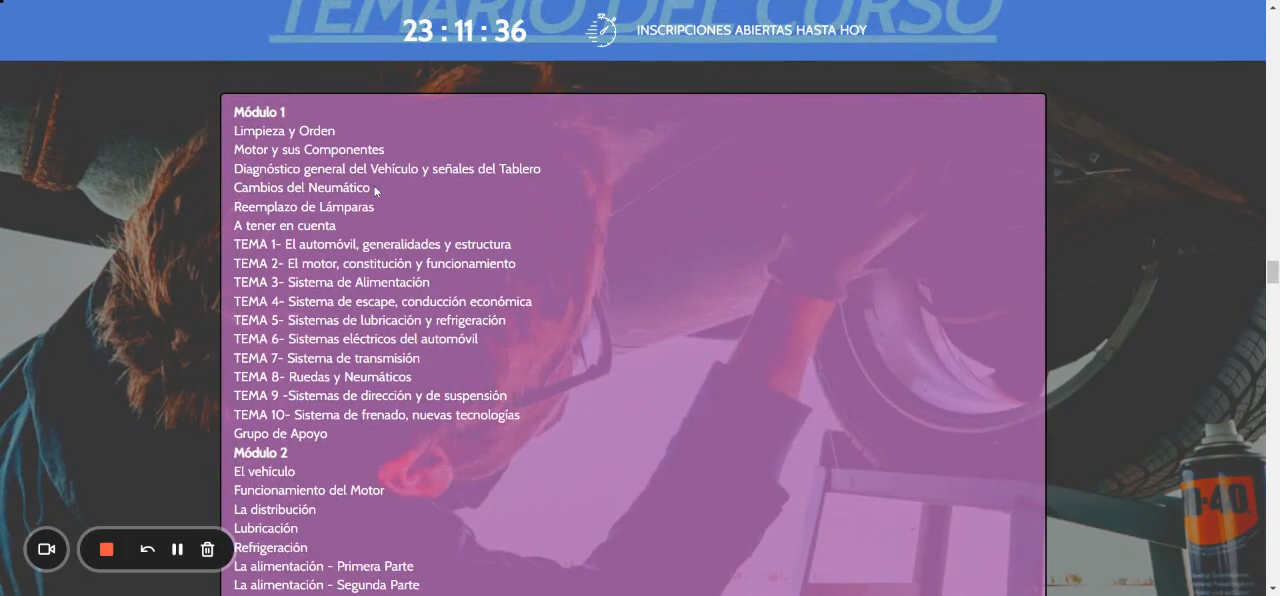 TEMARIO DEL CURSO
23 : 11 : 36
INSCRIPCIONES ABIERTAS HASTA HOY
Módulo 1
Limpieza y Orden
Motor y sus Componentes
Diagnóstico general del Vehículo y señales del Tablero
Cambios del Neumático
Reemplazo de Lámparas
A tener en cuenta
TEMA 1- El automóvil, generalidades y estructura
TEMA 2- El motor, constitución y funcionamiento
TEMA 3- Sistema de Alimentación
TEMA 4- Sistema de escape, conducción económica
TEMA 5- Sistemas de lubricación y refrigeración
TEMA 6- Sistemas eléctricos del automóvil
TEMA 7- Sistema de transmisión
TEMA 8- Ruedas y Neumáticos
TEMA 9 -Sistemas de dirección y de suspensión
TEMA 10- Sistema de frenado, nuevas tecnologías
Grupo de Apoyo
Módulo 2
El vehículo
Funcionamiento del Motor
La distribución
Lubricación
Refrigeración
La alimentación - Primera Parte
La alimentación - Segunda Parte